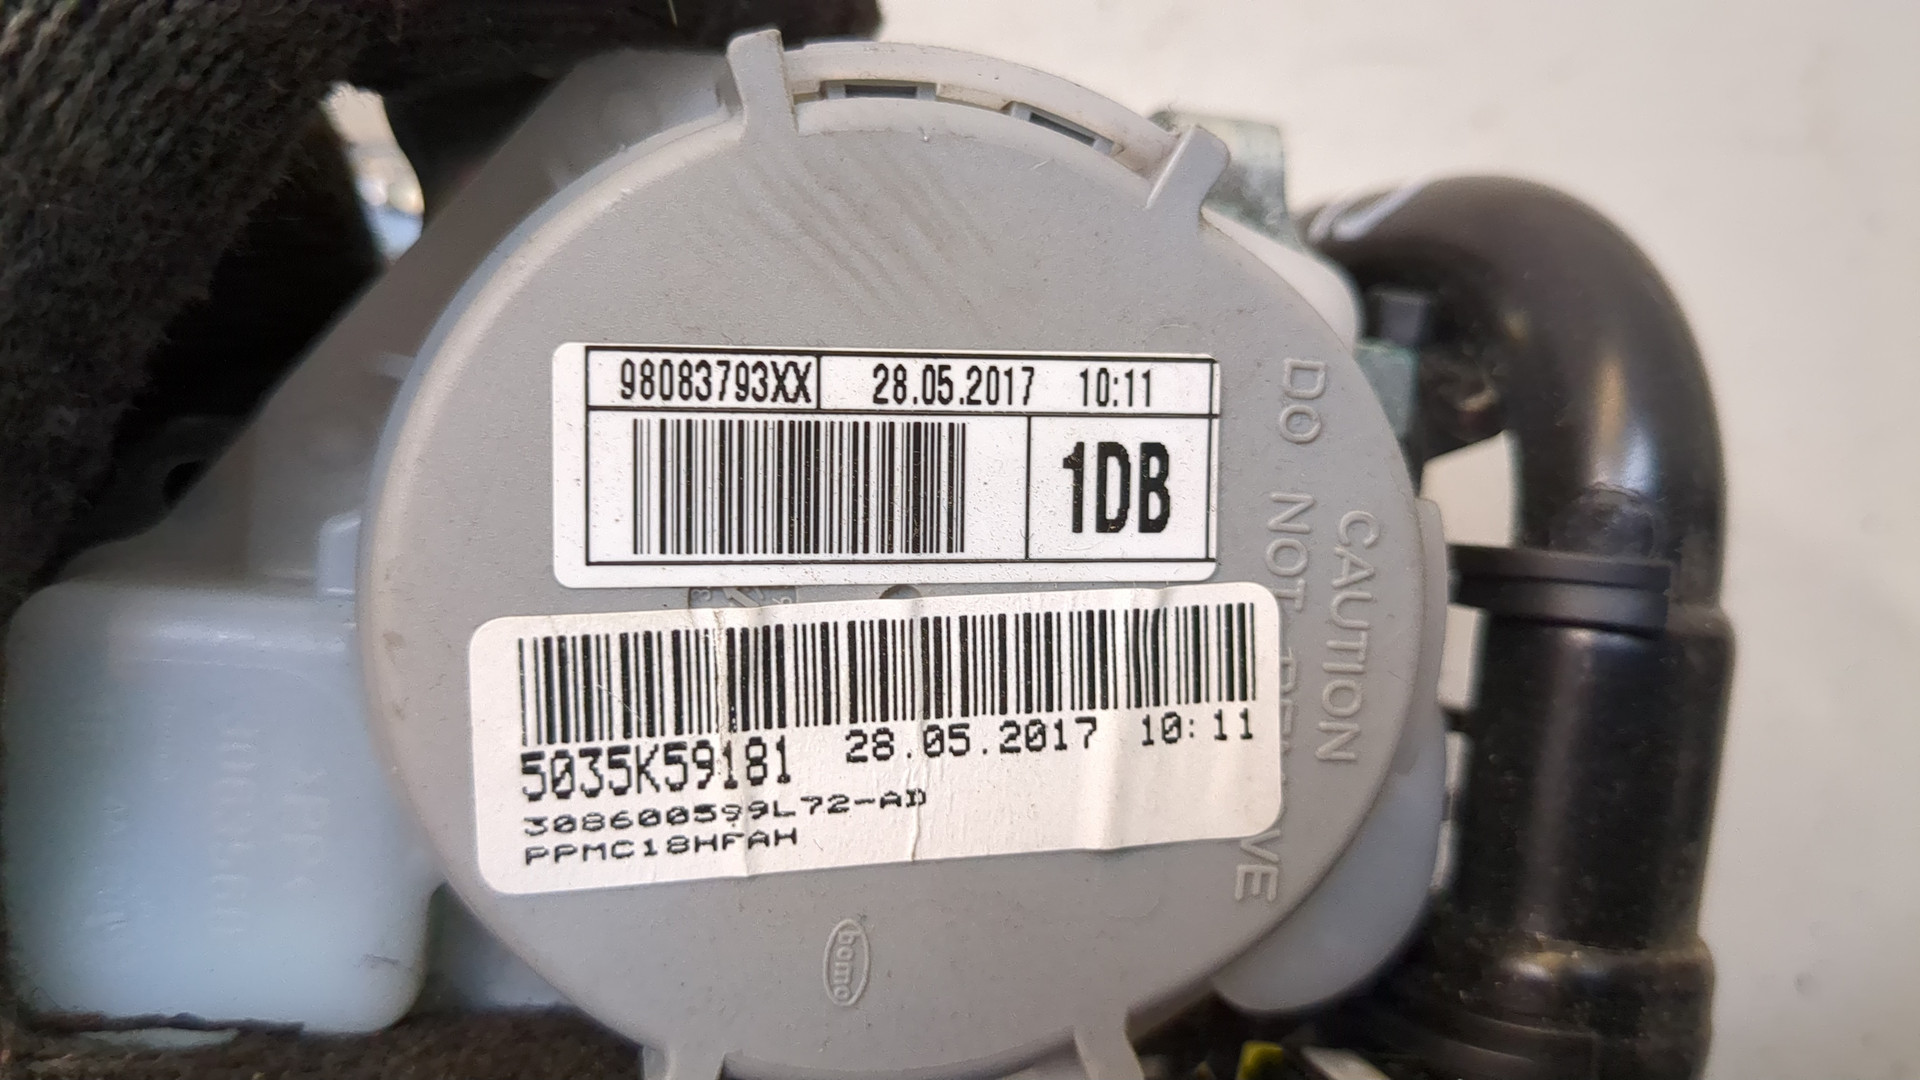 98083793XX 28.05.2017 10:11
1DB
5035K59181 28.05.2017 10:11
308600599L72-AD
PPMC18HFAH
CAUTION
DO NOT
bomo